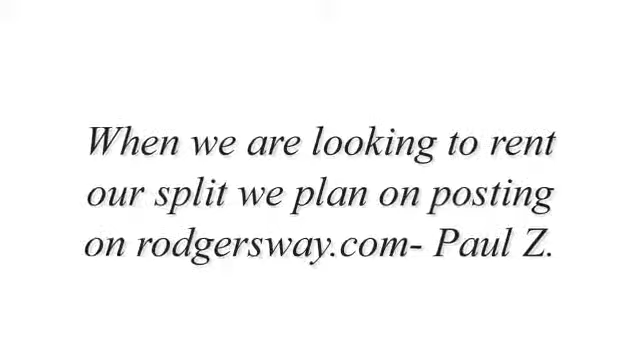 When we are looking to rent
our split we plan on posting
on rodgersway.com- Paul Z.